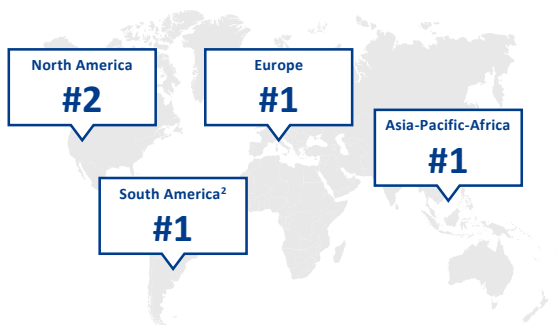 North America
#2
Europe
#1
Asia-Pacific-Africa
#1
South America²
#1